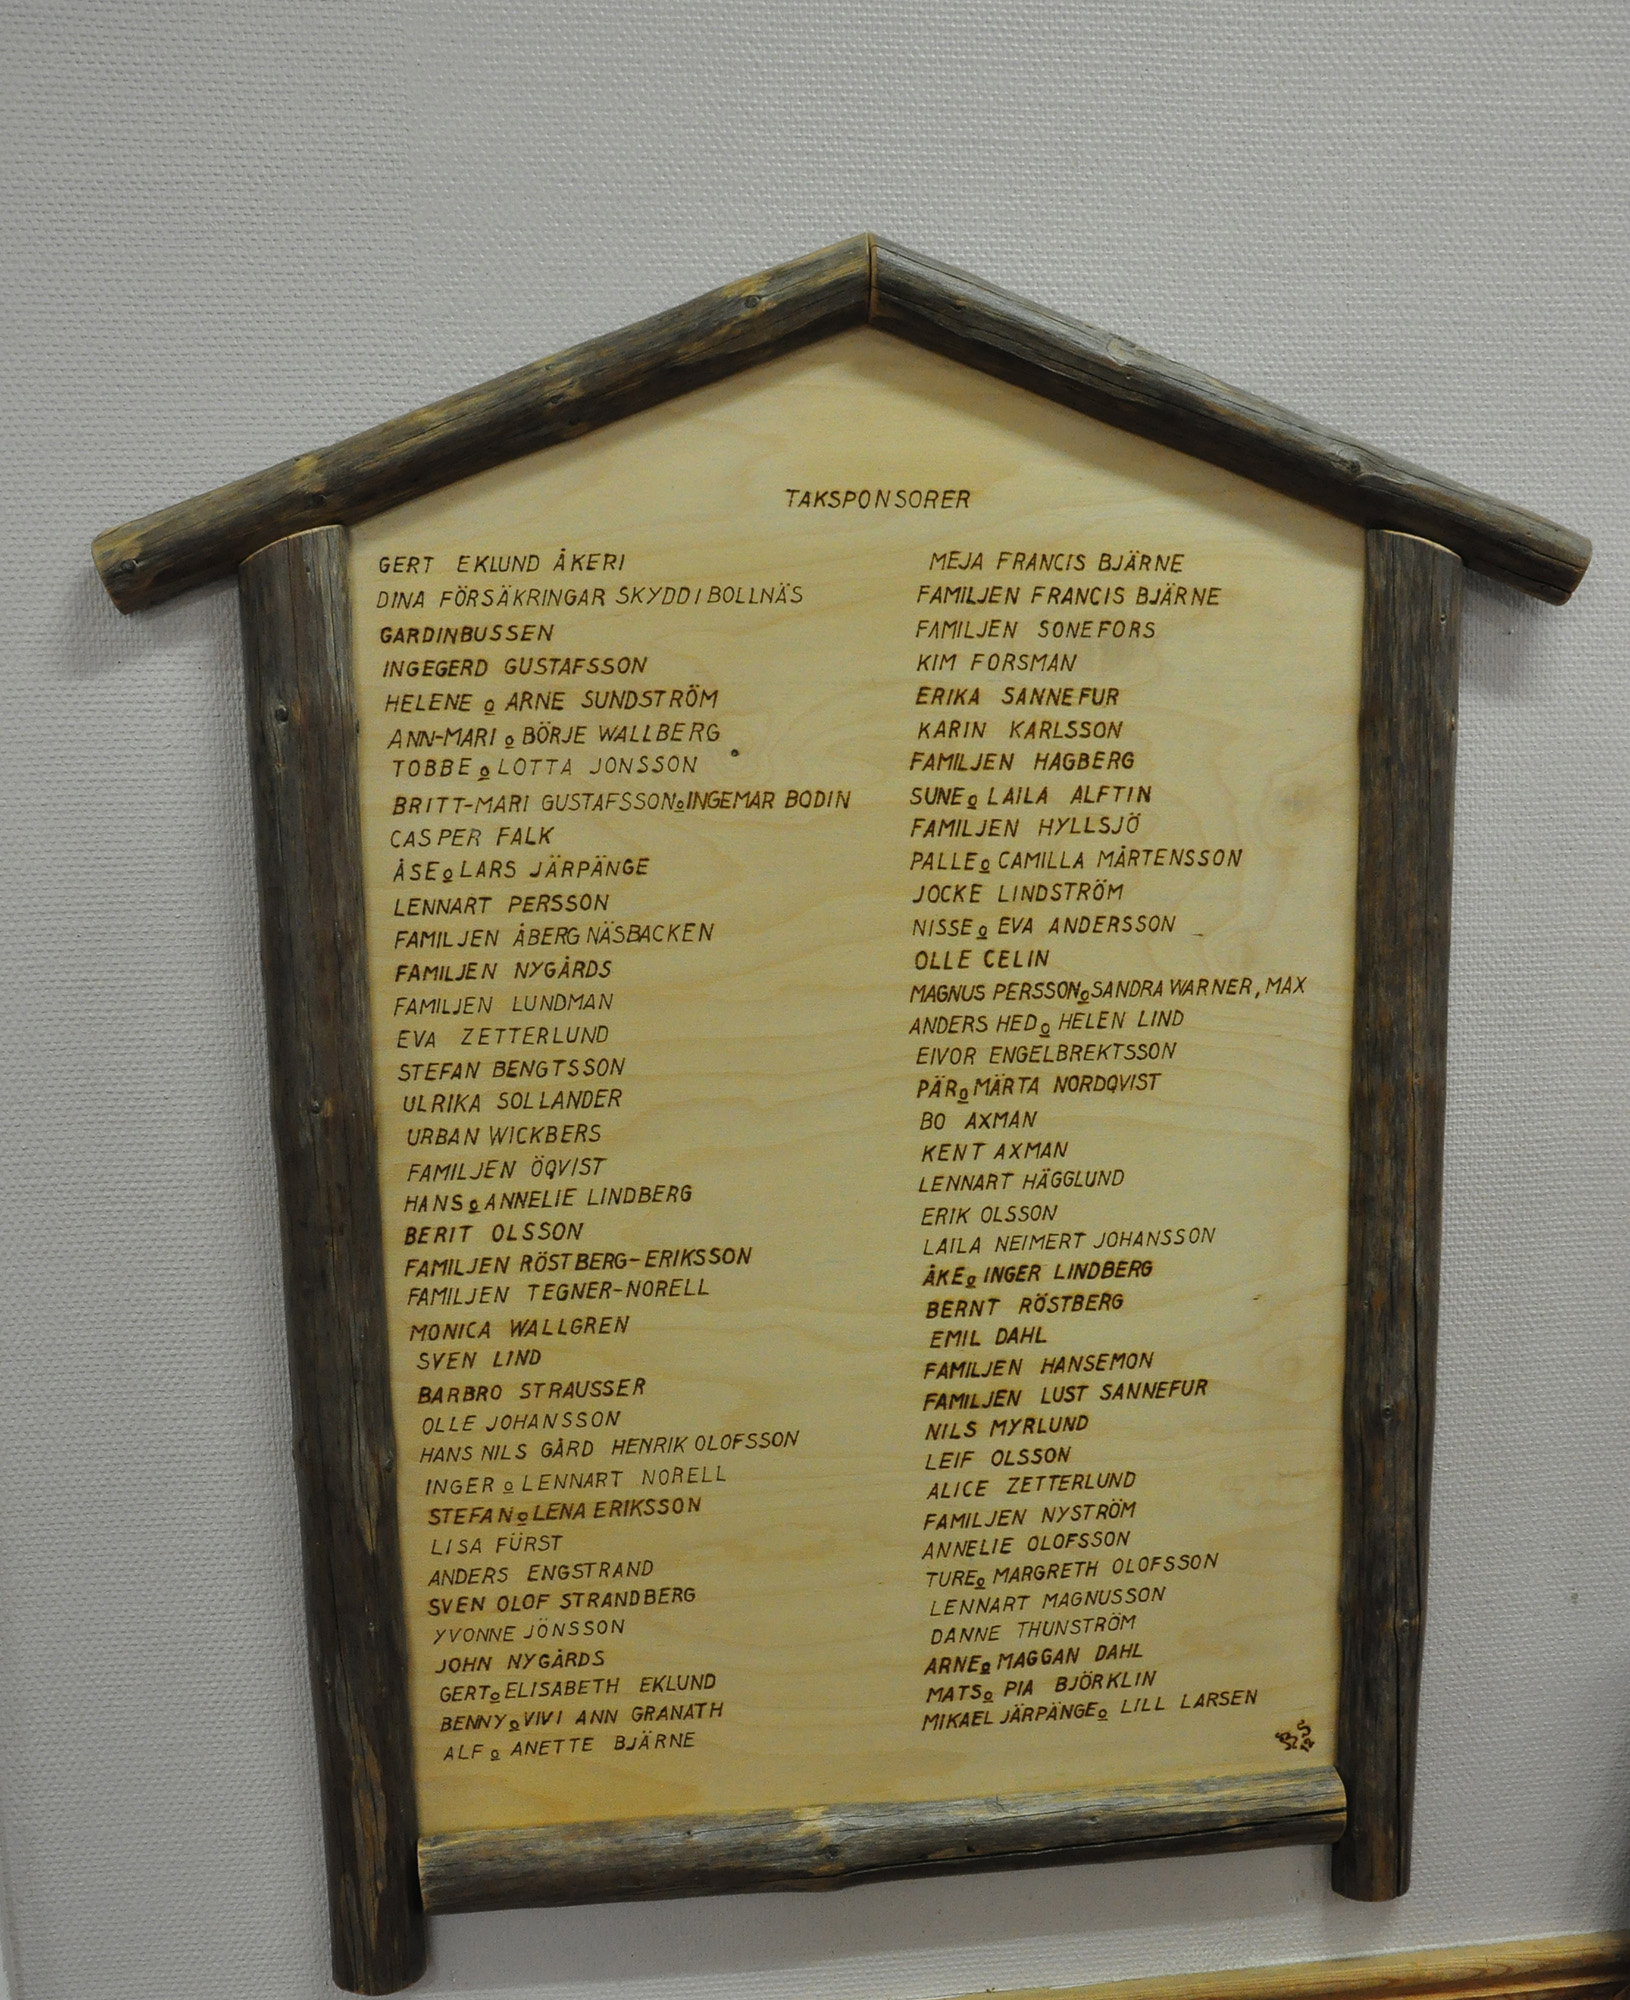 TAKSPONSORER
GERT EKLUND ÅKERI
DINA FÖRSÄKRINGAR SKYDD I BOLLNÄS
GARDINBUSSEN
INGEGERD GUSTAFSSON
HELENE o ARNE SUNDSTRÖM
ANN-MARI o BÖRJE WALLBERG
TOBBE o LOTTA JONSSON
BRITT-MARI GUSTAFSSON o INGEMAR BODIN
CASPER FALK
ÅSE o LARS JÄRPÄNGE
LENNART PERSSON
FAMILJEN ÅBERG NÄSBACKEN
FAMILJEN NYGÅRDS
FAMILJEN LUNDMAN
EVA ZETTERLUND
STEFAN BENGTSSON
ULRIKA SOLLANDER
URBAN WICKBERS
FAMILJEN ÖQVIST
HANS o ANNELIE LINDBERG
BERIT OLSSON
FAMILJEN RÖSTBERG-ERIKSSON
FAMILJEN TEGNER-NORELL
MONICA WALLGREN
SVEN LIND
BARBRO STRAUSSER
OLLE JOHANSSON
HANS NILS GÅRD HENRIK OLOFSSON
INGER o LENNART NORELL
STEFAN o LENA ERIKSSON
LISA FÜRST
ANDERS ENGSTRAND
SVEN OLOF STRANDBERG
YVONNE JÖNSSON
JOHN NYGÅRDS
GERT o ELISABETH EKLUND
BENNY o VIVI ANN GRANATH
ALF o ANETTE BJÄRNE
MEJA FRANCIS BJÄRNE
FAMILJEN FRANCIS BJÄRNE
FAMILJEN SONEFORS
KIM FORSMAN
ERIKA SANNEFUR
KARIN KARLSSON
FAMILJEN HAGBERG
SUNE o LAILA ALFTIN
FAMILJEN HYLLSJÖ
PALLE o CAMILLA MÅRTENSSON
JOCKE LINDSTRÖM
NISSE o EVA ANDERSSON
OLLE CELIN
MAGNUS PERSSON o SANDRA WARNER, MAX
ANDERS HED o HELEN LIND
EIVOR ENGELBREKTSSON
PÄR o MÄRTA NORDQVIST
BO AXMAN
KENT AXMAN
LENNART HÄGGLUND
ERIK OLSSON
LAILA NEIMERT JOHANSSON
ÅKE o INGER LINDBERG
BERNT RÖSTBERG
EMIL DAHL
FAMILJEN HANSEMON
FAMILJEN LUST SANNEFUR
NILS MYRLUND
LEIF OLSSON
ALICE ZETTERLUND
FAMILJEN NYSTRÖM
ANNELIE OLOFSSON
TURE o MARGRETH OLOFSSON
LENNART MAGNUSSON
DANNE THUNSTRÖM
ARNE o MAGGAN DAHL
MATS o PIA BJÖRKLIN
MIKAEL JÄRPÄNGE o LILL LARSEN